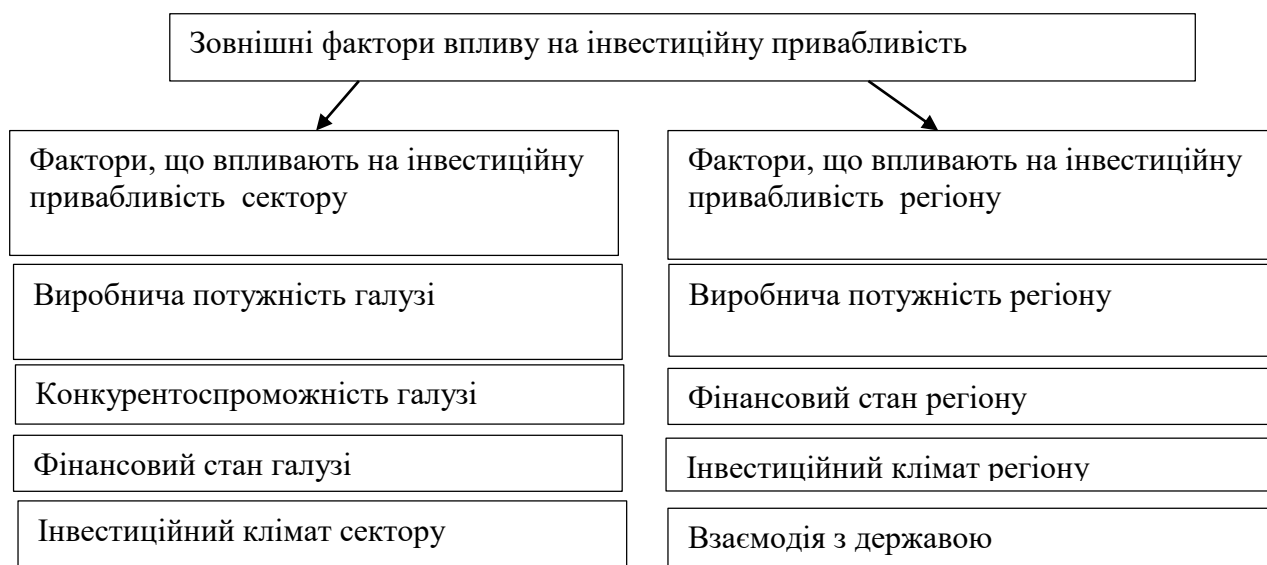 Зовнішні фактори впливу на інвестиційну привабливість
Фактори, що впливають на інвестиційну
привабливість сектору
Виробнича потужність галузі
Конкурентоспроможність галузі
Фінансовий стан галузі
Інвестиційний клімат сектору
Фактори, що впливають на інвестиційну
привабливість регіону
Виробнича потужність регіону
Фінансовий стан регіону
Інвестиційний клімат регіону
Взаємодія з державою